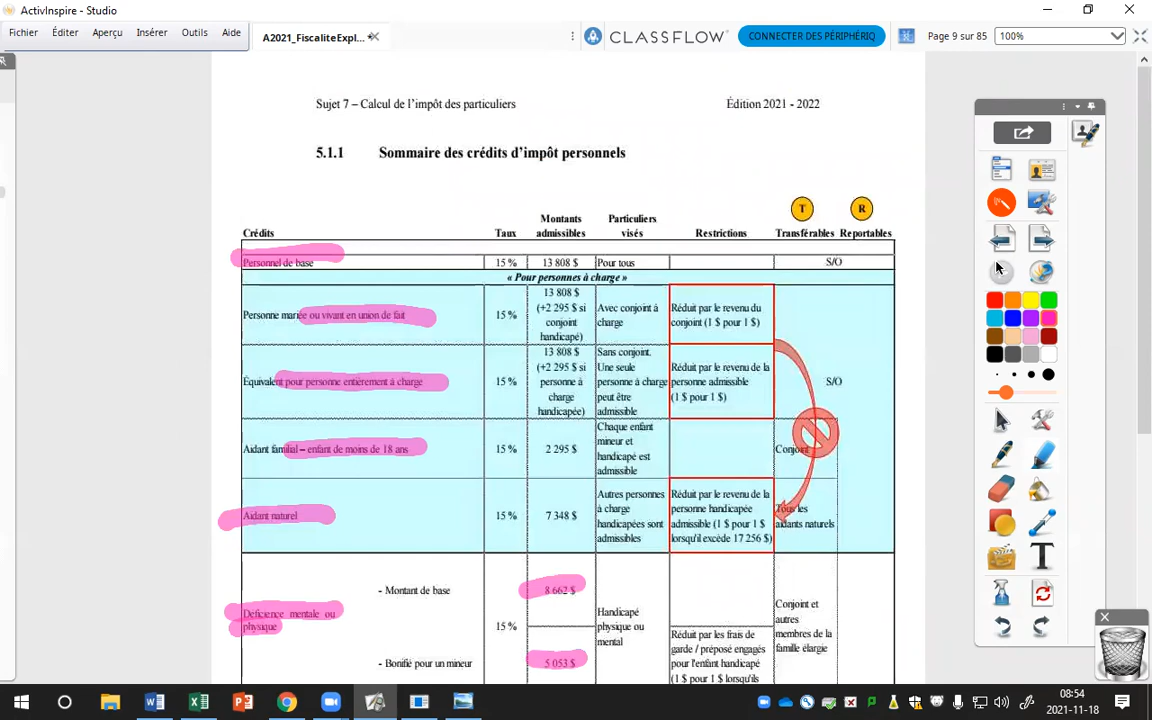 ActivInspire - Studio
Fichier Éditer Aperçu Insérer Outils Aide
A2021_FiscaliteExpl...
CLASSFLOW
CONNECTER DES PÉRIPHÉRIQ
Page 9 sur 85
100%
Sujet 7 – Calcul de l'impôt des particuliers
Édition 2021 - 2022
5.1.1 Sommaire des crédits d'impôt personnels
T R
Crédits Taux Montants admissibles Particuliers visés Restrictions Transférables Reportables
Personnel de base 15 % 13 808 $ Pour tous S/O
« Pour personnes à charge »
Personne mariée ou vivant en union de fait 15 % 13 808 $ (+2 295 $ si conjoint handicapé) Avec conjoint à charge Réduit par le revenu du conjoint (1 $ pour 1 $)
Équivalent pour personne entièrement à charge 15 % 13 808 $ (+2 295 $ si personne à charge handicapée) Sans conjoint. Une seule personne à charge peut être admissible Réduit par le revenu de la personne admissible (1 $ pour 1 $) S/O
Aidant familial – enfant de moins de 18 ans 15 % 2 295 $ Chaque enfant mineur et handicapé est admissible Conjoint
Aidant naturel 15 % 7 348 $ Autres personnes à charge handicapées sont admissibles Réduit par le revenu de la personne handicapée admissible (1 $ pour 1 $ lorsqu'il excède 17 256 $) Tous les aidants naturels
Déficience mentale ou physique 15 %
- Montant de base 8 662 $ Handicapé physique ou mental Conjoint et autres membres de la famille élargie
- Bonifié pour un mineur 5 053 $ Réduit par les frais de garde / préposé engagés pour l'enfant handicapé (1 $ pour 1 $ lorsqu'ils
08:54
2021-11-18